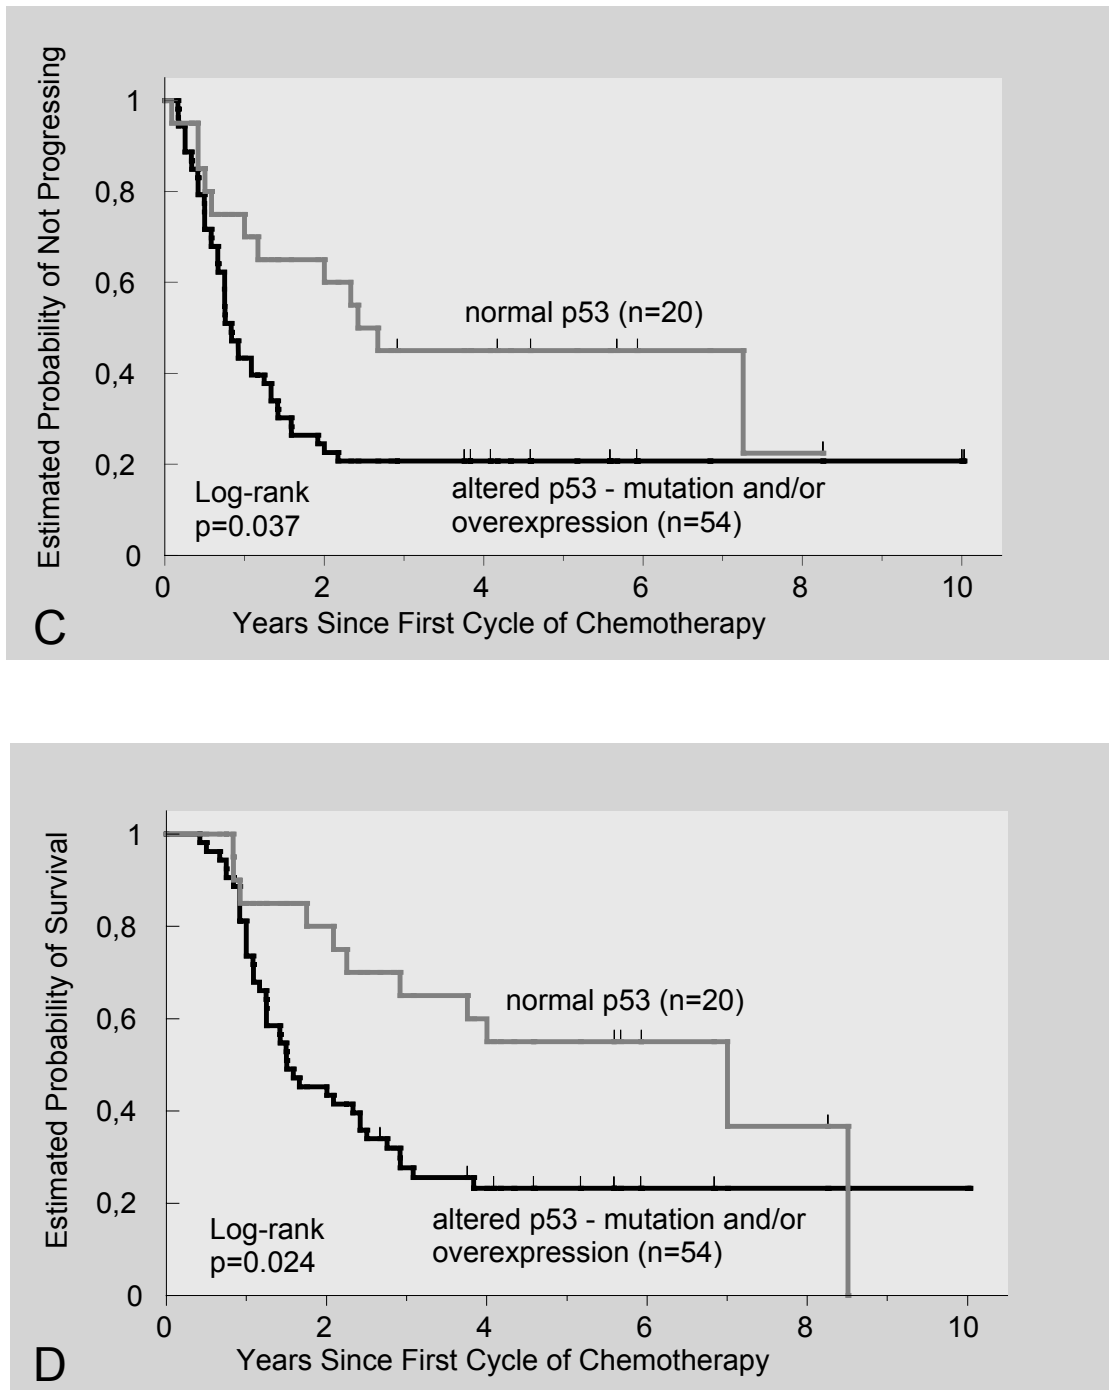 Estimated Probability of Not Progressing
1
0,8
0,6
0,4
0,2
0
normal p53 (n=20)
altered p53 - mutation and/or
overexpression (n=54)
Log-rank
p=0.037
0 2 4 6 8 10
Years Since First Cycle of Chemotherapy
C
Estimated Probability of Survival
1
0,8
0,6
0,4
0,2
0
normal p53 (n=20)
altered p53 - mutation and/or
overexpression (n=54)
Log-rank
p=0.024
0 2 4 6 8 10
Years Since First Cycle of Chemotherapy
D